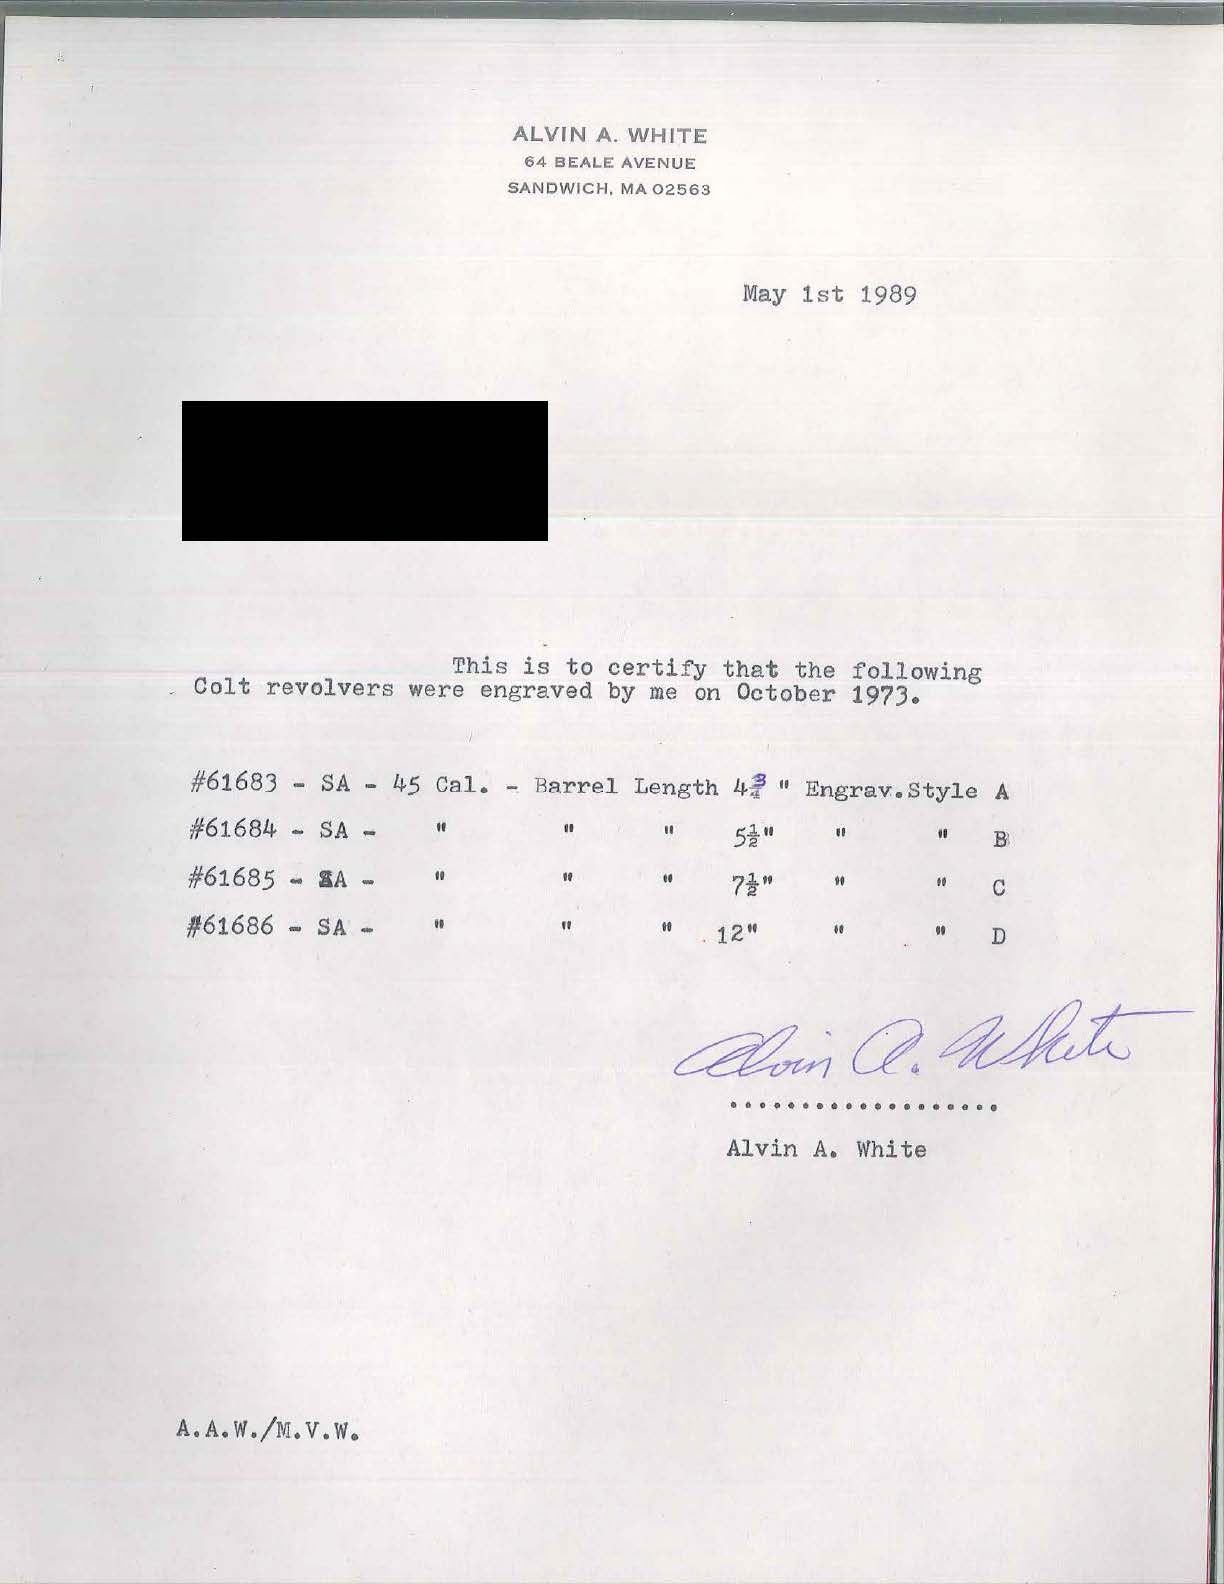 ALVIN A. WHITE
64 BEALE AVENUE
SANDWICH, MA 02563
May 1st 1989
This is to certify that the following
Colt revolvers were engraved by me on October 1973.
#61683 - SA - 45 Cal. - Barrel Length 4¾ " Engrav.Style A
#61684 - SA - " " " 5½" " " B
#61685 - SA - " " " 7½" " " C
#61686 - SA - " " " 12" " " D
Alvin A. White
...................
Alvin A. White
A.A.W./M.V.W.